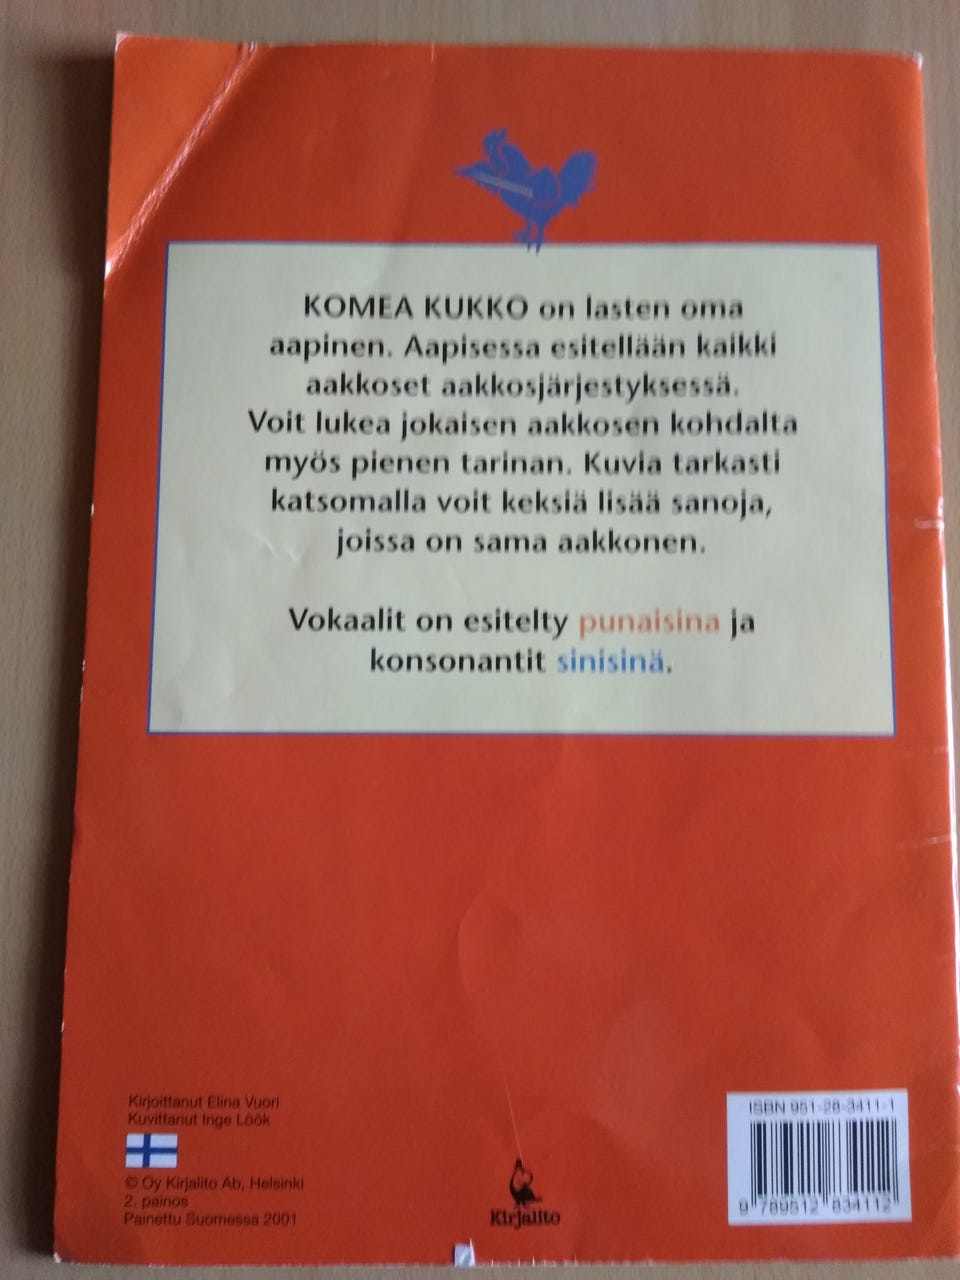 KOMEA KUKKO on lasten oma
aapinen. Aapisessa esitellään kaikki
aakkoset aakkosjärjestyksessä.
Voit lukea jokaisen aakkosen kohdalta
myös pienen tarinan. Kuvia tarkasti
katsomalla voit keksiä lisää sanoja,
joissa on sama aakkonen.
Vokaalit on esitelty punaisina ja
konsonantit sinisinä.
Kirjoittanut Elina Vuori
Kuvittanut Inge Löök
© Oy Kirjalito Ab, Helsinki
2. painos
Painettu Suomessa 2001
Kirjalito
ISBN 951-28-3411-1
9 789512 834112